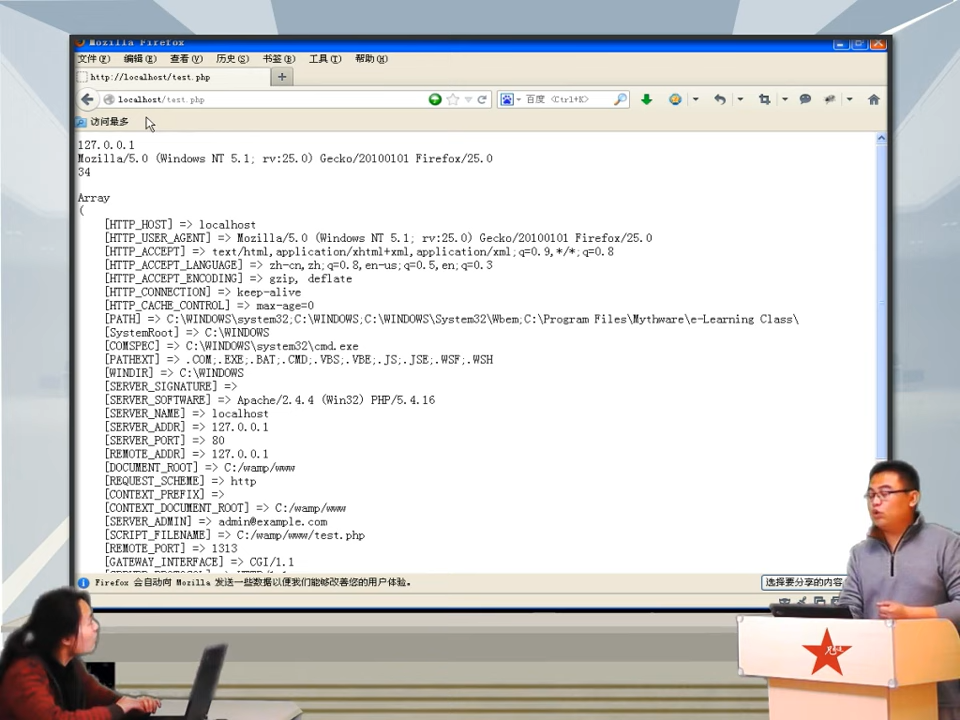 Mozilla Firefox
文件(F) 编辑(E) 查看(V) 历史(S) 书签(B) 工具(T) 帮助(H)
http://localhost/test.php +
localhost/test.php 百度 <Ctrl+K>
访问最多
127.0.0.1
Mozilla/5.0 (Windows NT 5.1; rv:25.0) Gecko/20100101 Firefox/25.0
34
Array
(
[HTTP_HOST] => localhost
[HTTP_USER_AGENT] => Mozilla/5.0 (Windows NT 5.1; rv:25.0) Gecko/20100101 Firefox/25.0
[HTTP_ACCEPT] => text/html,application/xhtml+xml,application/xml;q=0.9,*/*;q=0.8
[HTTP_ACCEPT_LANGUAGE] => zh-cn,zh;q=0.8,en-us;q=0.5,en;q=0.3
[HTTP_ACCEPT_ENCODING] => gzip, deflate
[HTTP_CONNECTION] => keep-alive
[HTTP_CACHE_CONTROL] => max-age=0
[PATH] => C:\WINDOWS\system32;C:\WINDOWS;C:\WINDOWS\System32\Wbem;C:\Program Files\Mythware\e-Learning Class\
[SystemRoot] => C:\WINDOWS
[COMSPEC] => C:\WINDOWS\system32\cmd.exe
[PATHEXT] => .COM;.EXE;.BAT;.CMD;.VBS;.VBE;.JS;.JSE;.WSF;.WSH
[WINDIR] => C:\WINDOWS
[SERVER_SIGNATURE] =>
[SERVER_SOFTWARE] => Apache/2.4.4 (Win32) PHP/5.4.16
[SERVER_NAME] => localhost
[SERVER_ADDR] => 127.0.0.1
[SERVER_PORT] => 80
[REMOTE_ADDR] => 127.0.0.1
[DOCUMENT_ROOT] => C:/wamp/www
[REQUEST_SCHEME] => http
[CONTEXT_PREFIX] =>
[CONTEXT_DOCUMENT_ROOT] => C:/wamp/www
[SERVER_ADMIN] => admin@example.com
[SCRIPT_FILENAME] => C:/wamp/www/test.php
[REMOTE_PORT] => 1313
[GATEWAY_INTERFACE] => CGI/1.1
Firefox 会自动向 Mozilla 发送一些数据以便我们能够改善您的用户体验。 选择要分享的内容